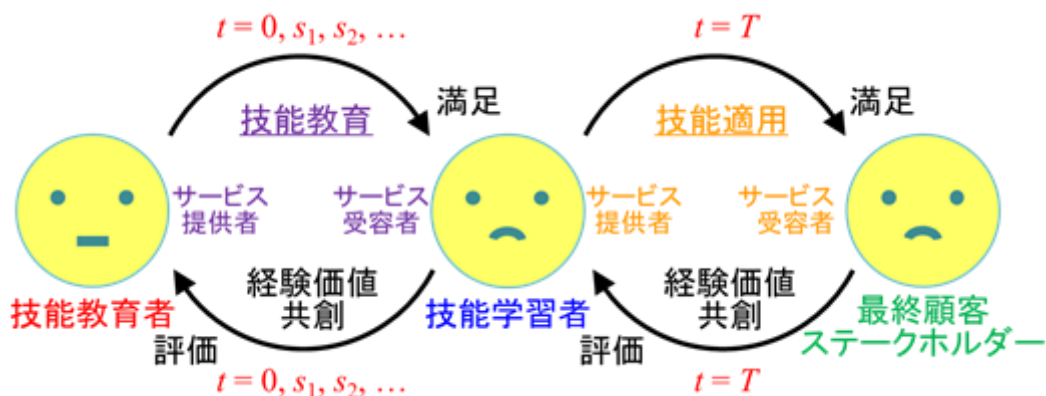 t = 0, s₁, s₂, …
t = T
満足
満足
技能教育
技能適用
サービス
提供者
サービス
受容者
サービス
提供者
サービス
受容者
経験価値
共創
経験価値
共創
技能教育者
技能学習者
最終顧客
ステークホルダー
評価
評価
t = 0, s₁, s₂, …
t = T